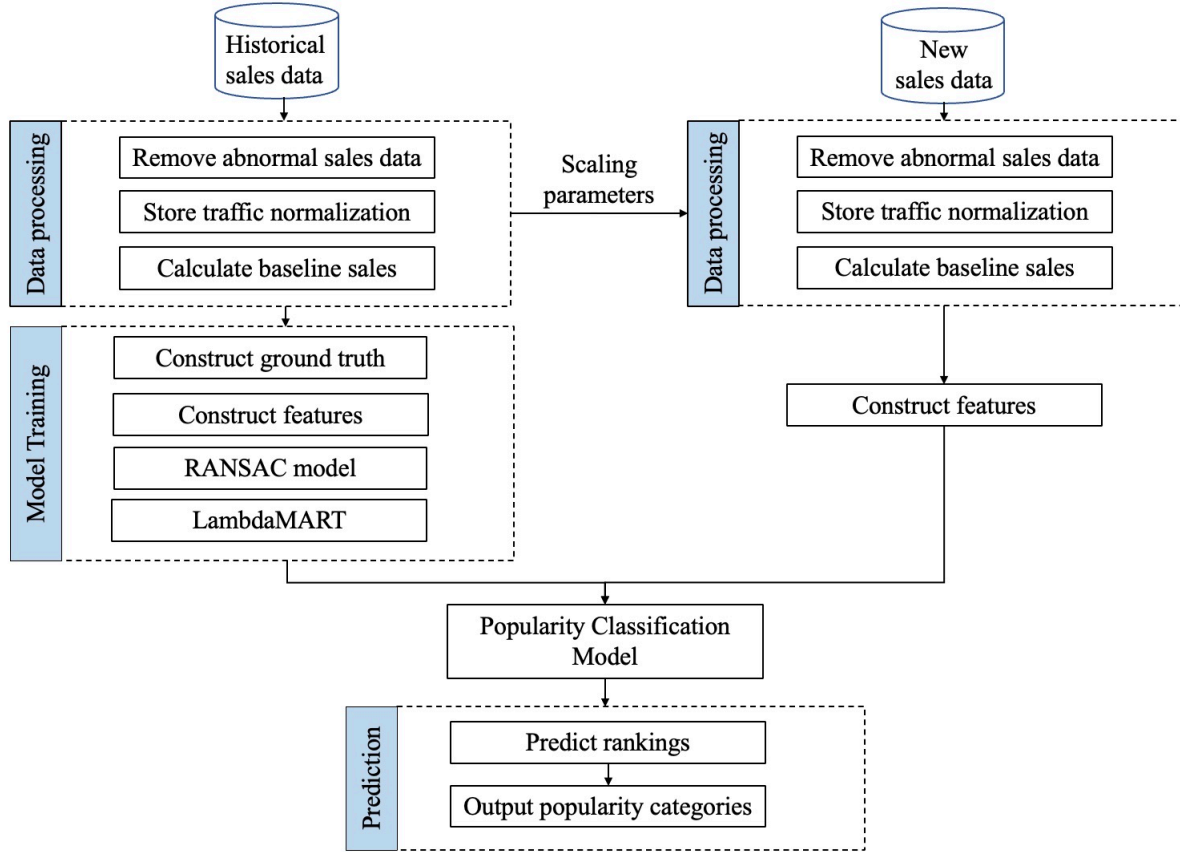 Historical
sales data
New
sales data
Data processing
Remove abnormal sales data
Store traffic normalization
Calculate baseline sales
Scaling
parameters
Data processing
Remove abnormal sales data
Store traffic normalization
Calculate baseline sales
Model Training
Construct ground truth
Construct features
RANSAC model
LambdaMART
Construct features
Popularity Classification
Model
Prediction
Predict rankings
Output popularity categories